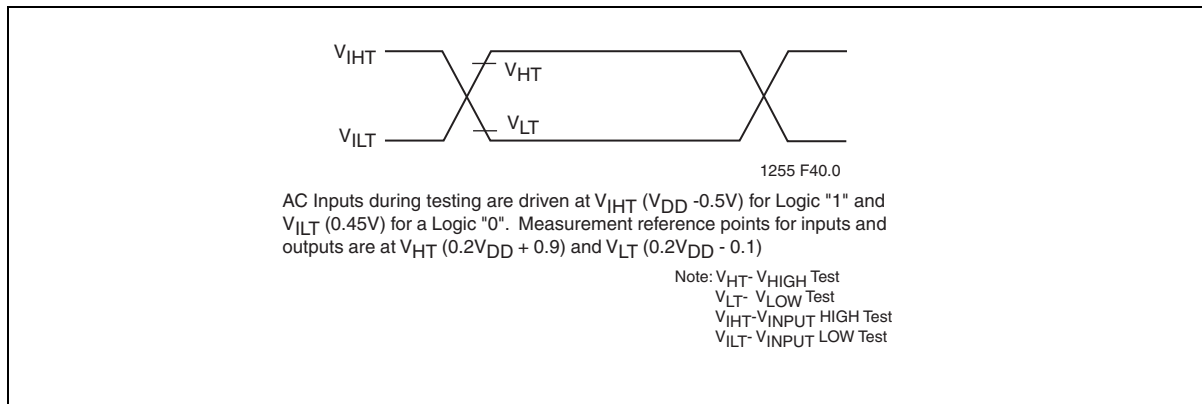 VIHT
VHT
VLT
VILT
1255 F40.0
AC Inputs during testing are driven at VIHT (VDD -0.5V) for Logic "1" and
VILT (0.45V) for a Logic "0". Measurement reference points for inputs and
outputs are at VHT (0.2VDD + 0.9) and VLT (0.2VDD - 0.1)
Note: VHT- VHIGH Test
VLT- VLOW Test
VIHT-VINPUT HIGH Test
VILT- VINPUT LOW Test